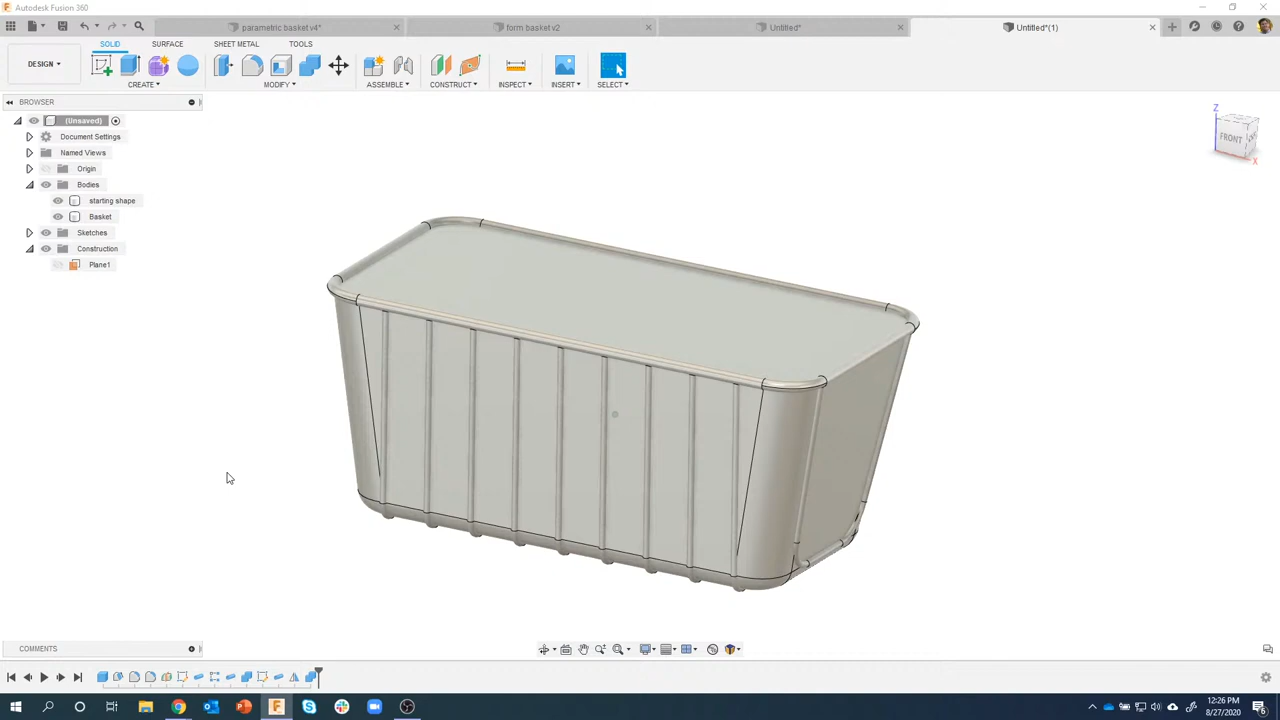 Autodesk Fusion 360
parametric basket v4*
form basket v2
Untitled*
Untitled*(1)
SOLID
SURFACE
SHEET METAL
TOOLS
DESIGN
CREATE
MODIFY
ASSEMBLE
CONSTRUCT
INSPECT
INSERT
SELECT
BROWSER
(Unsaved)
Document Settings
Named Views
Origin
Bodies
starting shape
Basket
Sketches
Construction
Plane1
Z
FRONT
X
COMMENTS
12:26 PM
8/27/2020
6